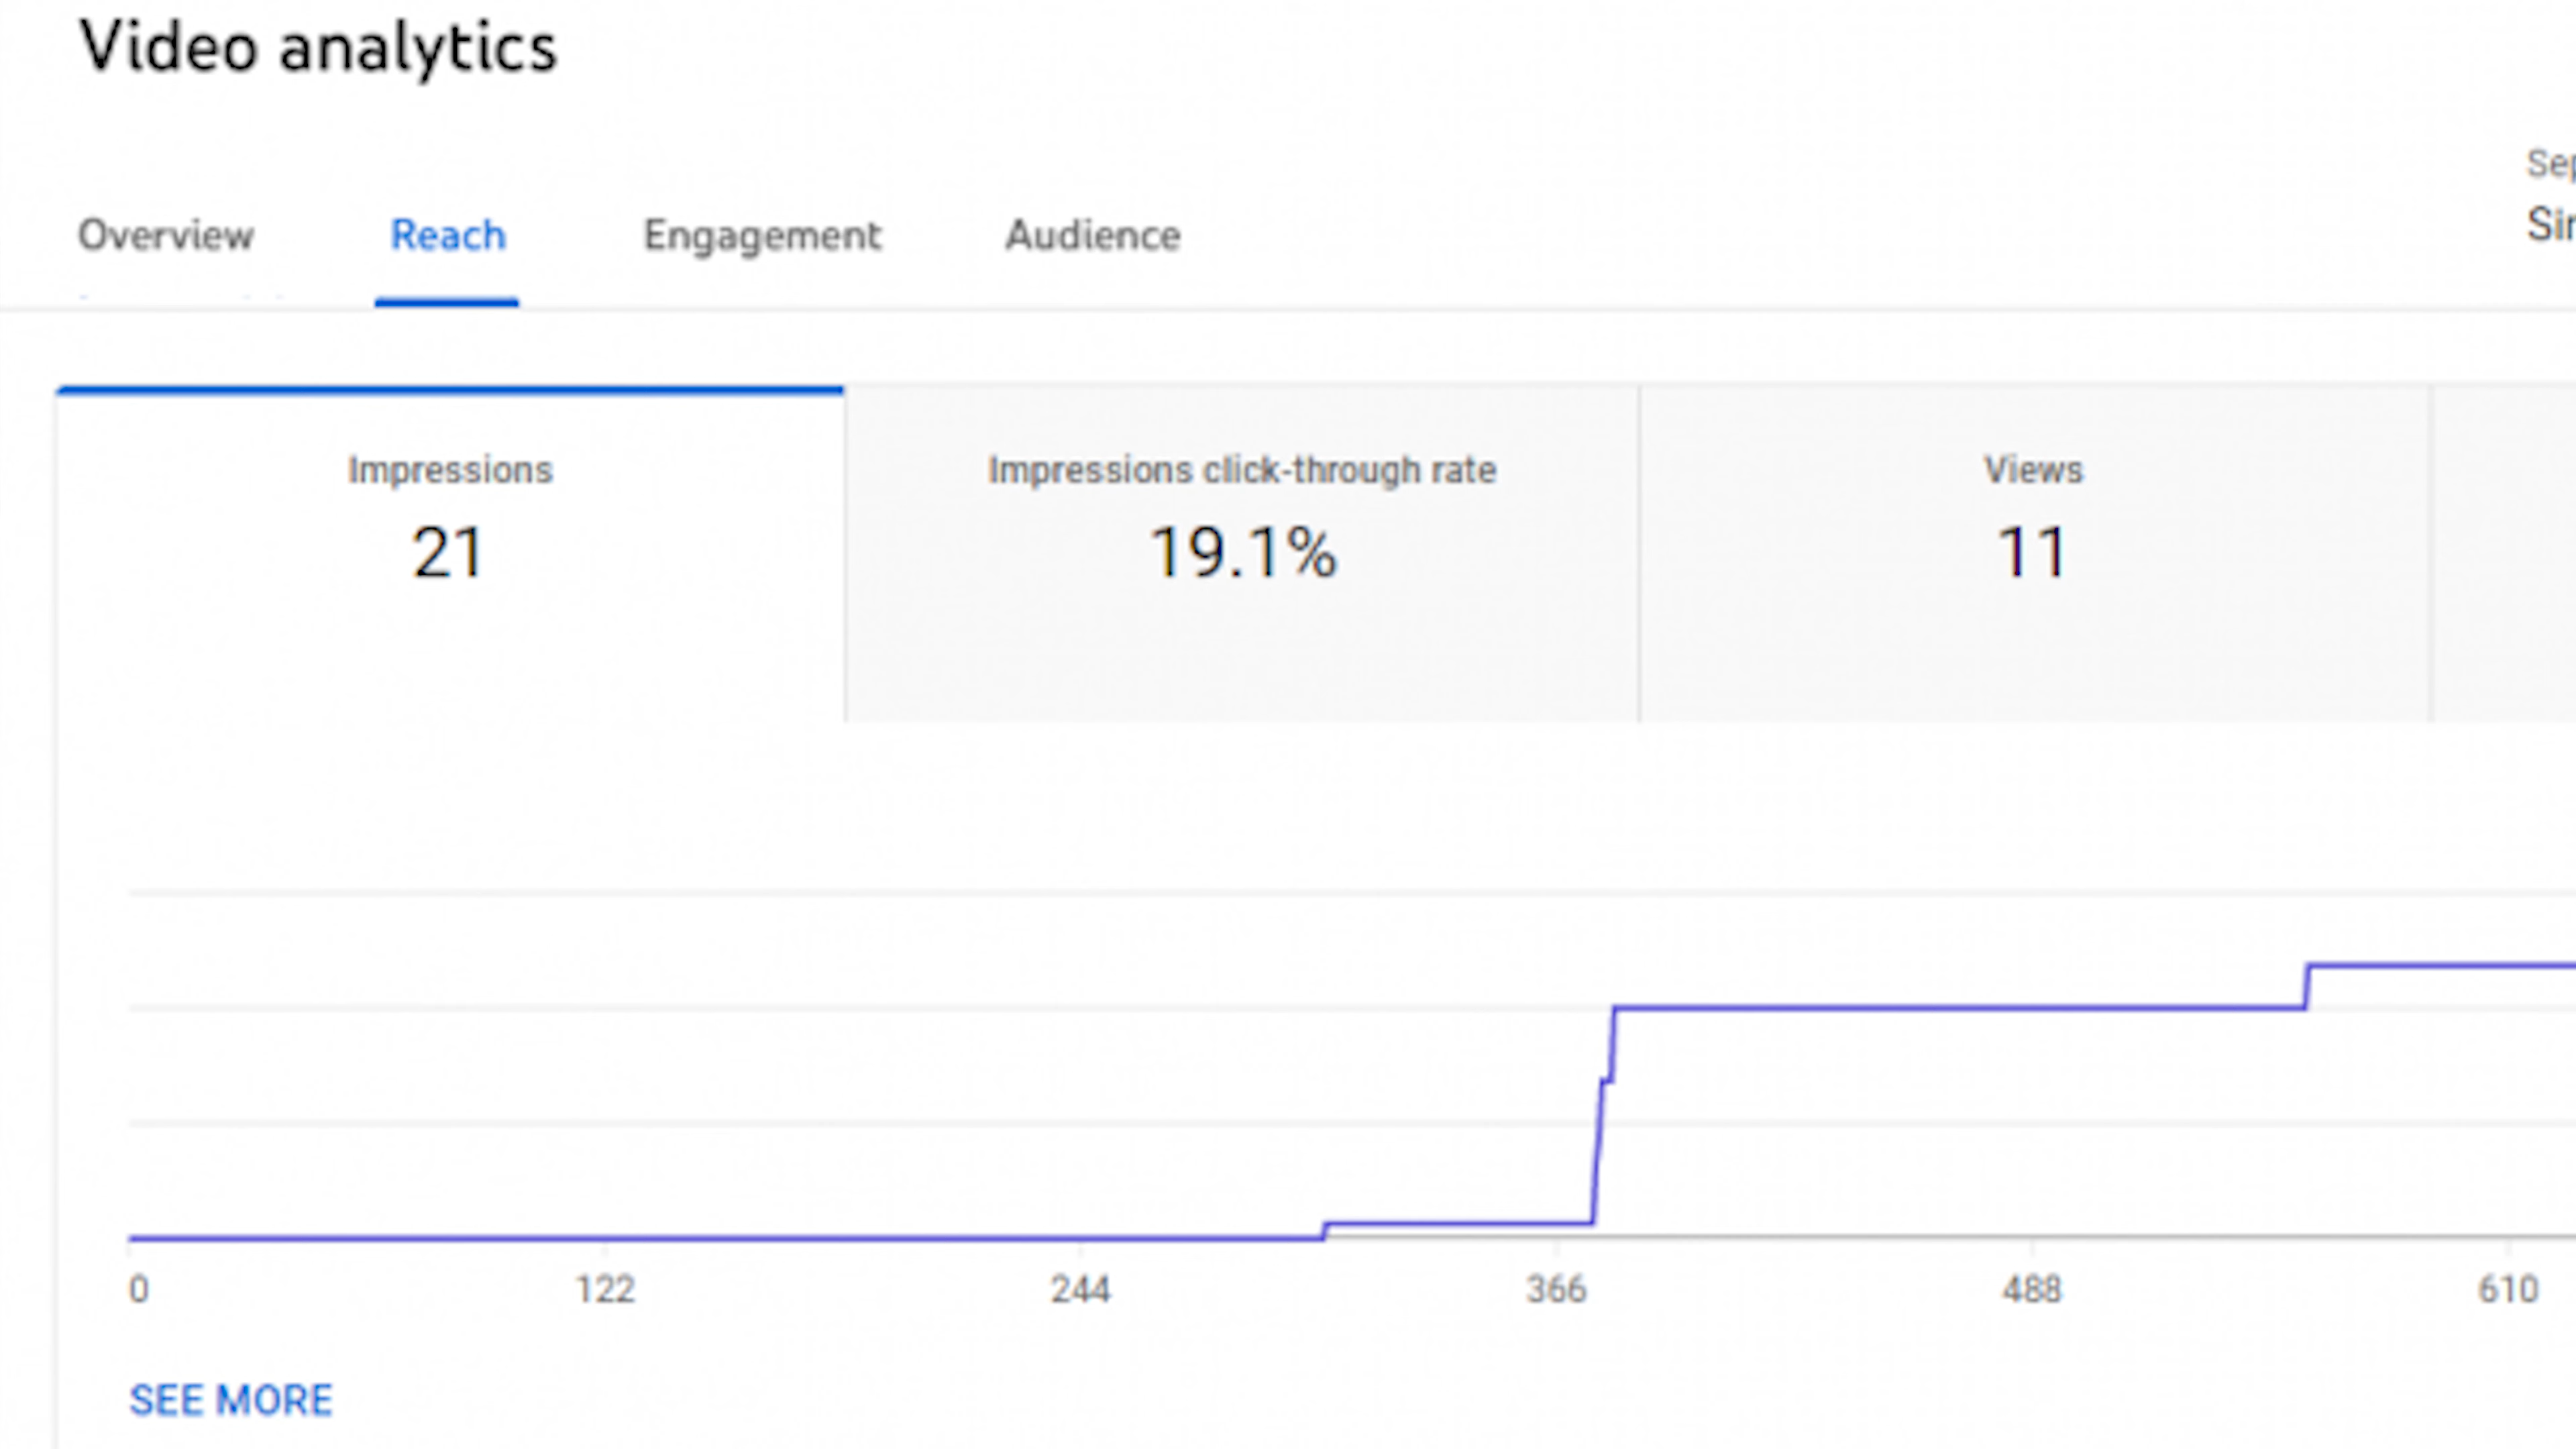 Video analytics
Overview Reach Engagement Audience
Impressions
21
Impressions click-through rate
19.1%
Views
11
0 122 244 366 488 610
SEE MORE